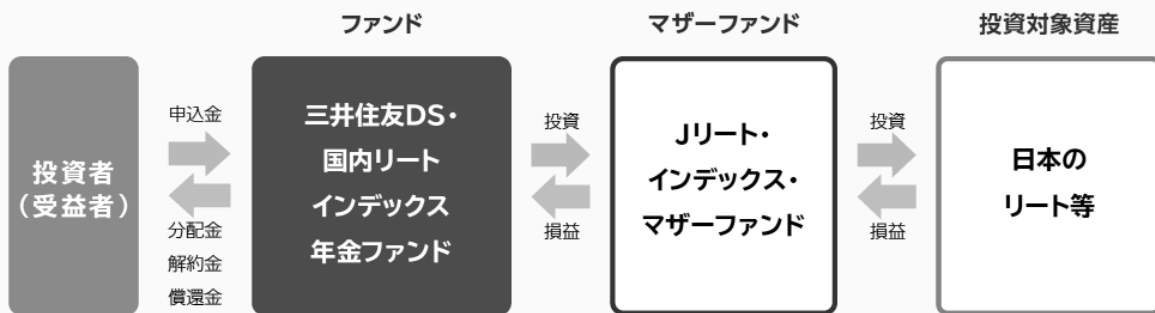 ファンド
マザーファンド
投資対象資産
投資者
（受益者）
申込金
分配金
解約金
償還金
三井住友DS・
国内リート
インデックス
年金ファンド
投資
損益
Jリート・
インデックス・
マザーファンド
投資
損益
日本の
リート等